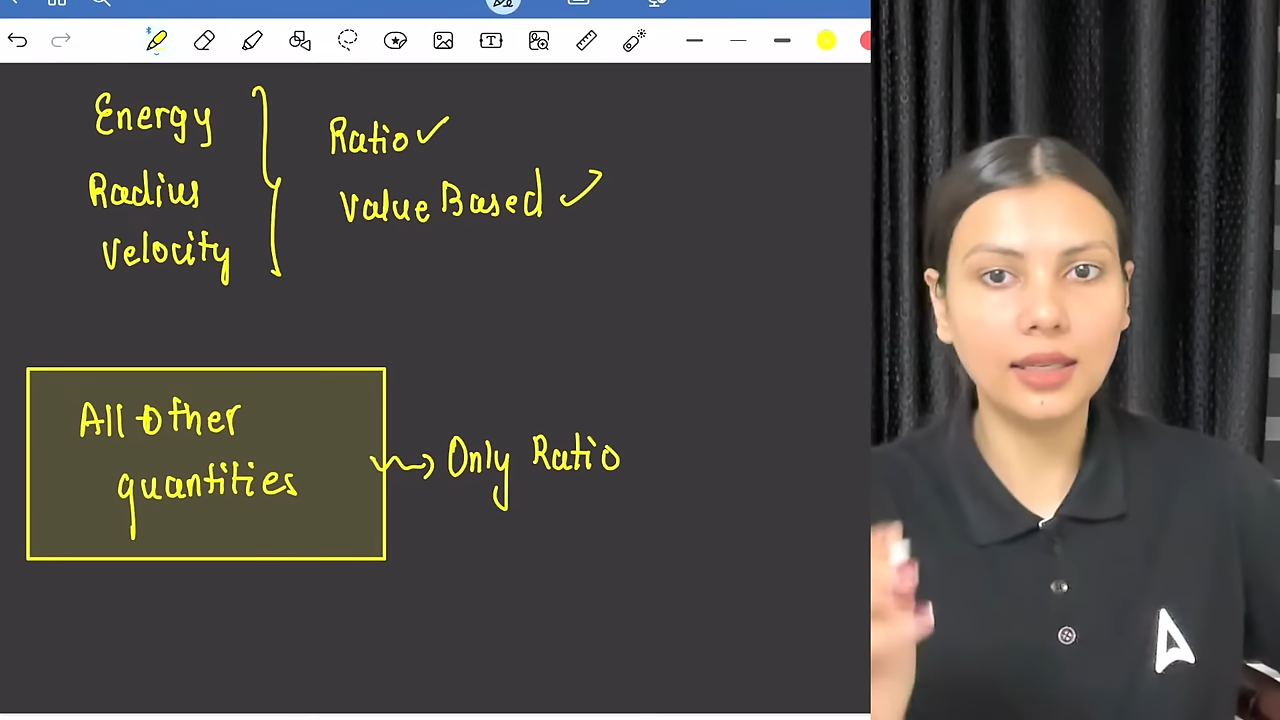 Energy
Radius
Velocity
Ratio✓
Value Based ✓
All other
quantities
Only Ratio